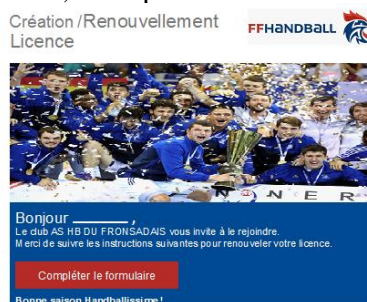 Création /Renouvellement
Licence
FFHANDBALL
N E R
Bonjour ______ ,
Le club AS HB DU FRONSADAIS vous invite à le rejoindre.
Merci de suivre les instructions suivantes pour renouveler votre licence.
Compléter le formulaire
Bonne saison Handballissime !